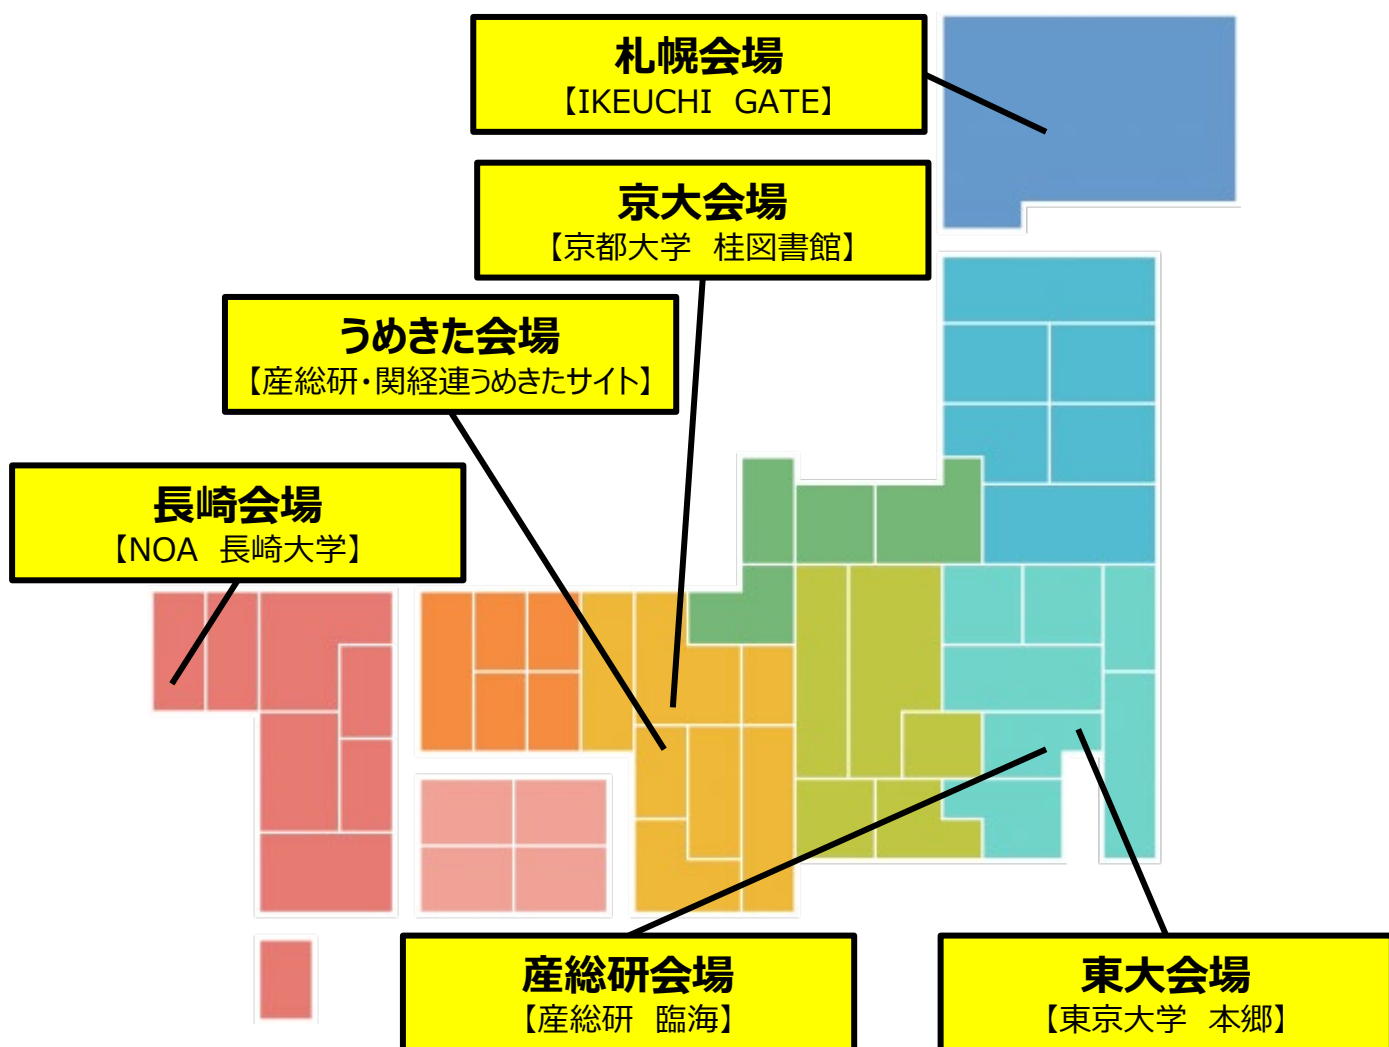 札幌会場
【IKEUCHI GATE】
京大会場
【京都大学 桂図書館】
うめきた会場
【産総研・関経連うめきたサイト】
長崎会場
【NOA 長崎大学】
産総研会場
【産総研 臨海】
東大会場
【東京大学 本郷】